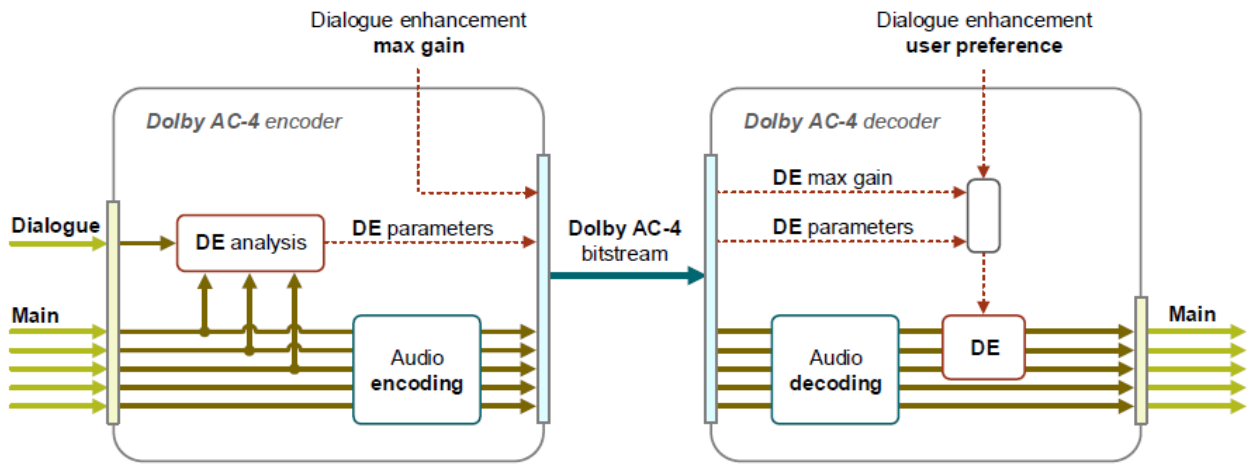 Dialogue enhancement
max gain
Dialogue enhancement
user preference
Dolby AC-4 encoder
Dolby AC-4 decoder
DE max gain
Dialogue
DE analysis
DE parameters
Dolby AC-4
bitstream
DE parameters
Main
Audio
encoding
Audio
decoding
DE
Main